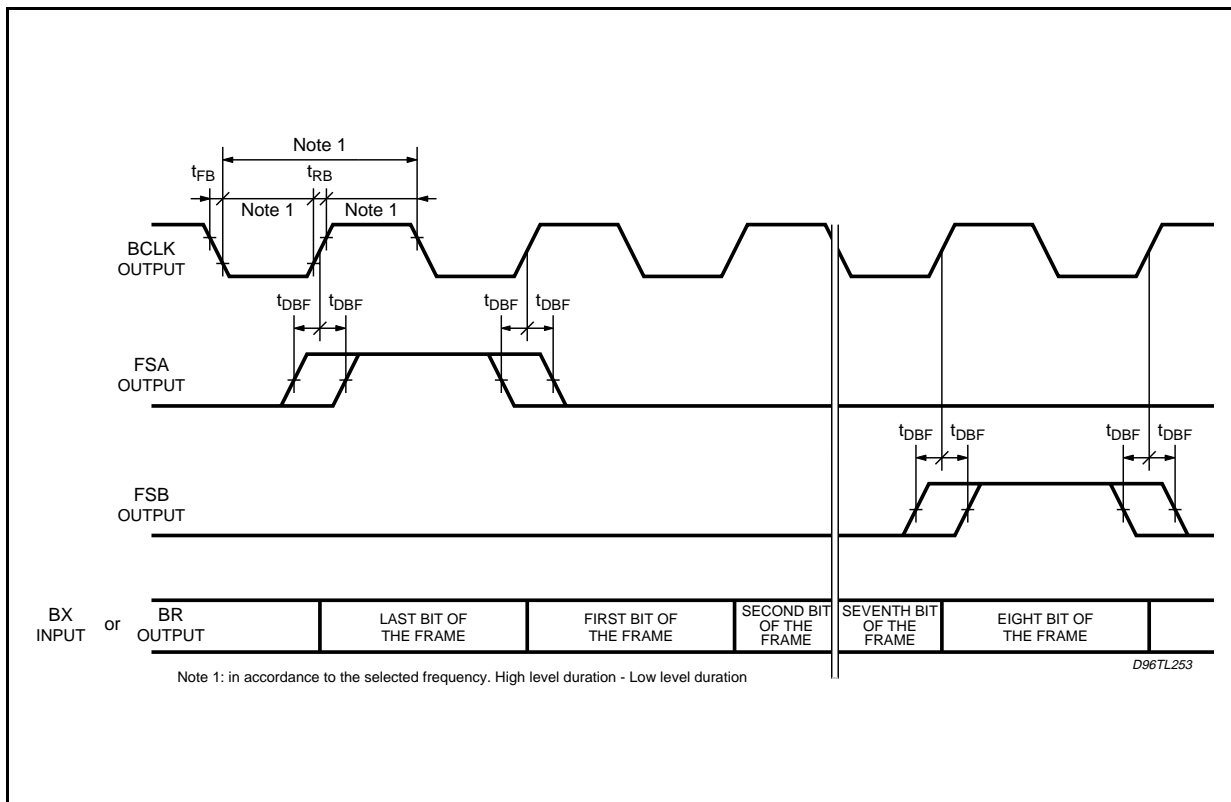 Note 1
tFB
tRB
Note 1
Note 1
BCLK
OUTPUT
tDBF
tDBF
tDBF
tDBF
FSA
OUTPUT
tDBF
tDBF
tDBF
tDBF
FSB
OUTPUT
BX
INPUT
or
BR
OUTPUT
LAST BIT OF
THE FRAME
FIRST BIT OF
THE FRAME
SECOND BIT
OF THE
FRAME
SEVENTH BIT
OF THE
FRAME
EIGHT BIT OF
THE FRAME
D96TL253
Note 1: in accordance to the selected frequency. High level duration - Low level duration